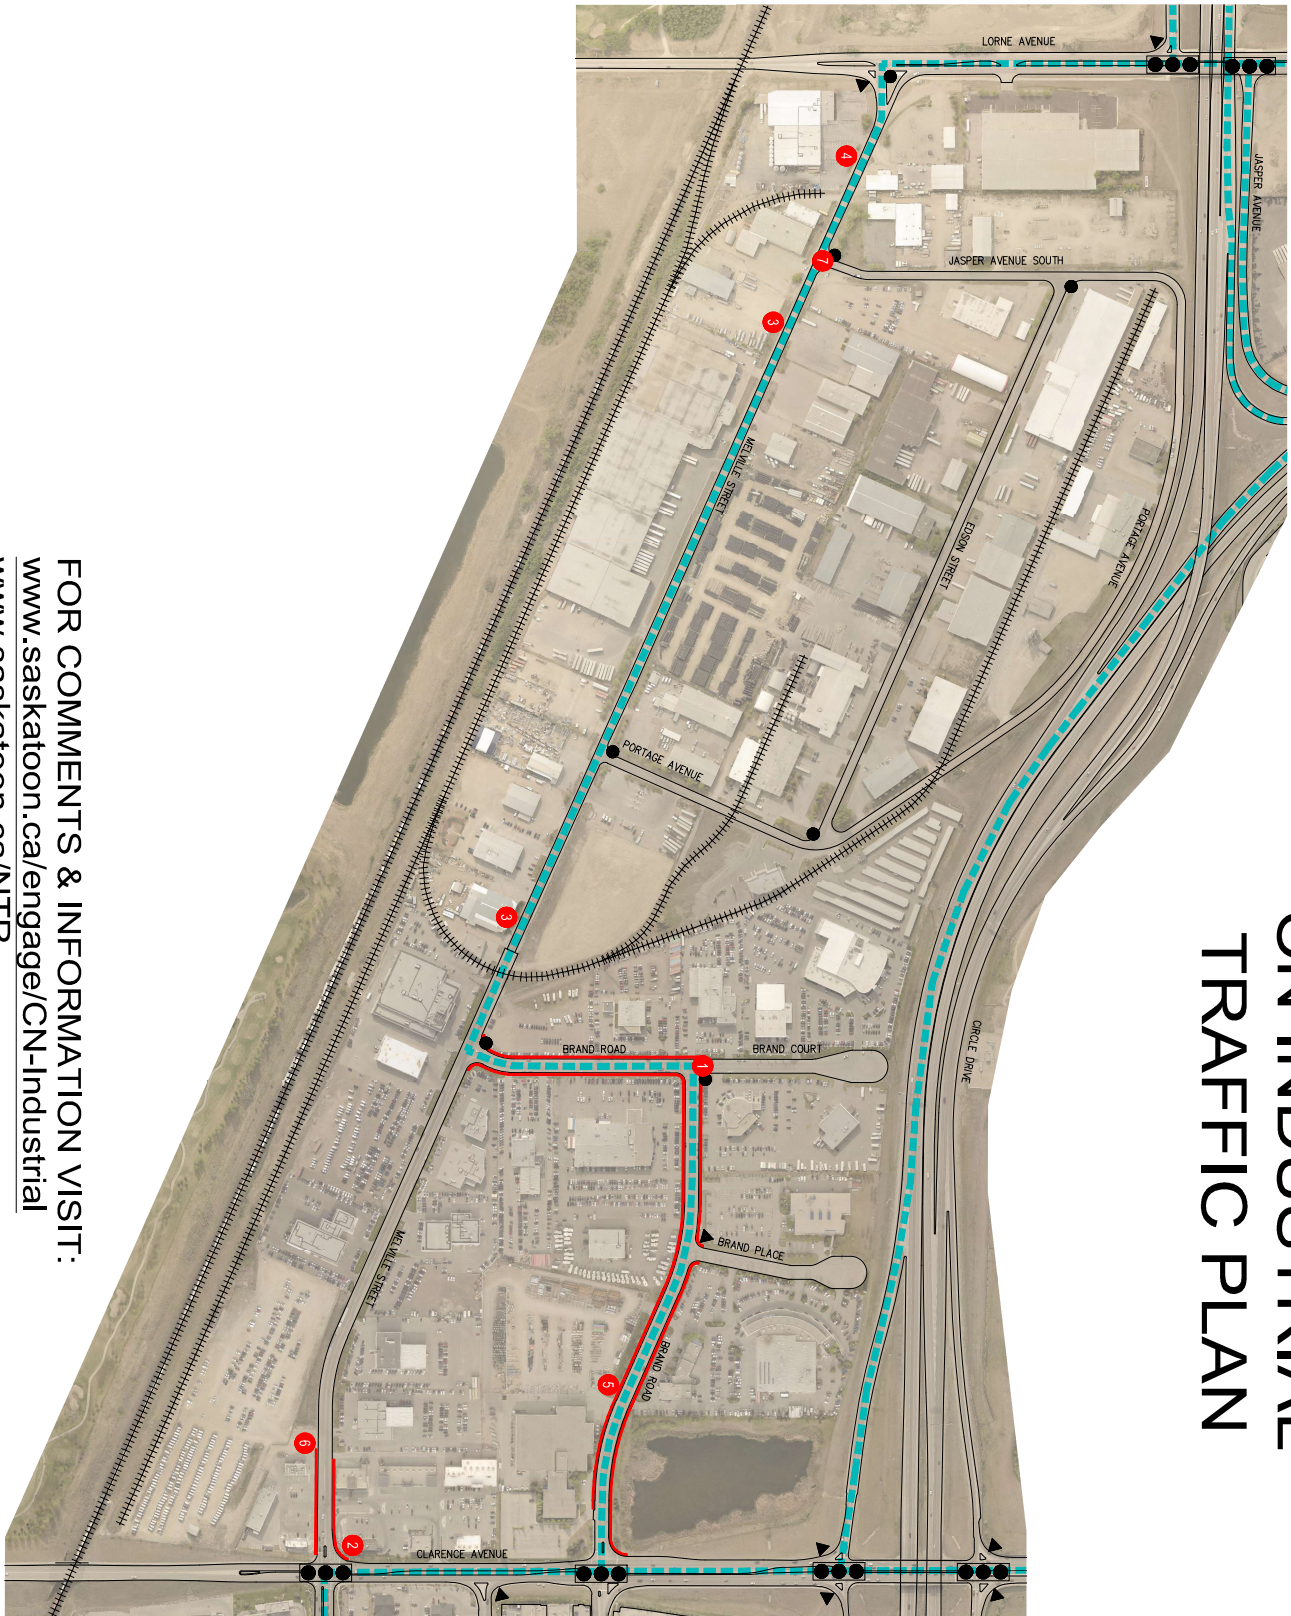 TRAFFIC PLAN
LORNE AVENUE
JASPER AVENUE
4
7
JASPER AVENUE SOUTH
3
MELVILLE STREET
EDSON STREET
PORTAGE AVENUE
PORTAGE AVENUE
3
CIRCLE DRIVE
BRAND ROAD
1
BRAND COURT
BRAND PLACE
MELVILLE STREET
BRAND ROAD
5
6
2
CLARENCE AVENUE
FOR COMMENTS & INFORMATION VISIT:
www.saskatoon.ca/engage/CN-Industrial